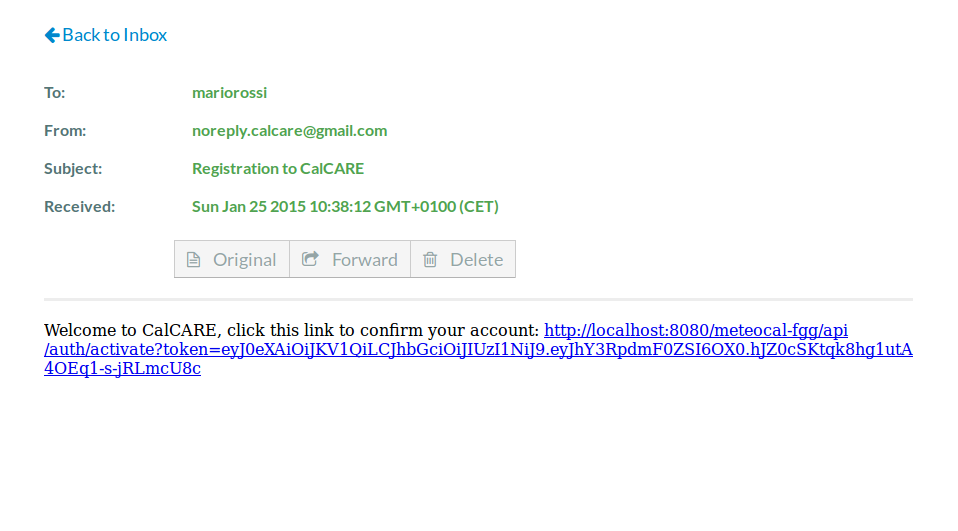 Back to Inbox
To: mariorossi
From: noreply.calcare@gmail.com
Subject: Registration to CalCARE
Received: Sun Jan 25 2015 10:38:12 GMT+0100 (CET)
Original Forward Delete
Welcome to CalCARE, click this link to confirm your account: http://localhost:8080/meteocal-fgg/api
/auth/activate?token=eyJ0eXAiOiJKV1QiLCJhbGciOiJIUzI1NiJ9.eyJhY3RpdmF0ZSI6OX0.hJZ0cSKtqk8hg1utA
4OEq1-s-jRLmcU8c